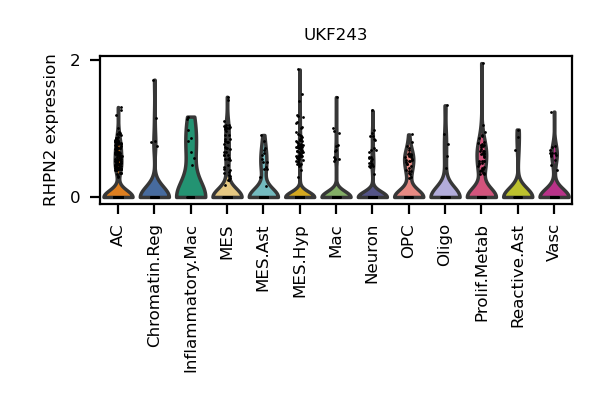 UKF243
RHPN2 expression
2
0
AC
Chromatin.Reg
Inflammatory.Mac
MES
MES.Ast
MES.Hyp
Mac
Neuron
OPC
Oligo
Prolif.Metab
Reactive.Ast
Vasc